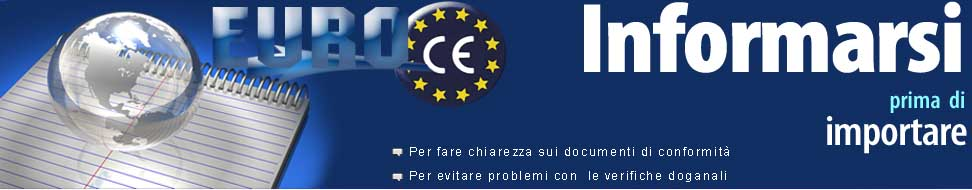 EURO CE
Informarsi
prima di
importare
Per fare chiarezza sui documenti di conformità
Per evitare problemi con le verifiche doganali